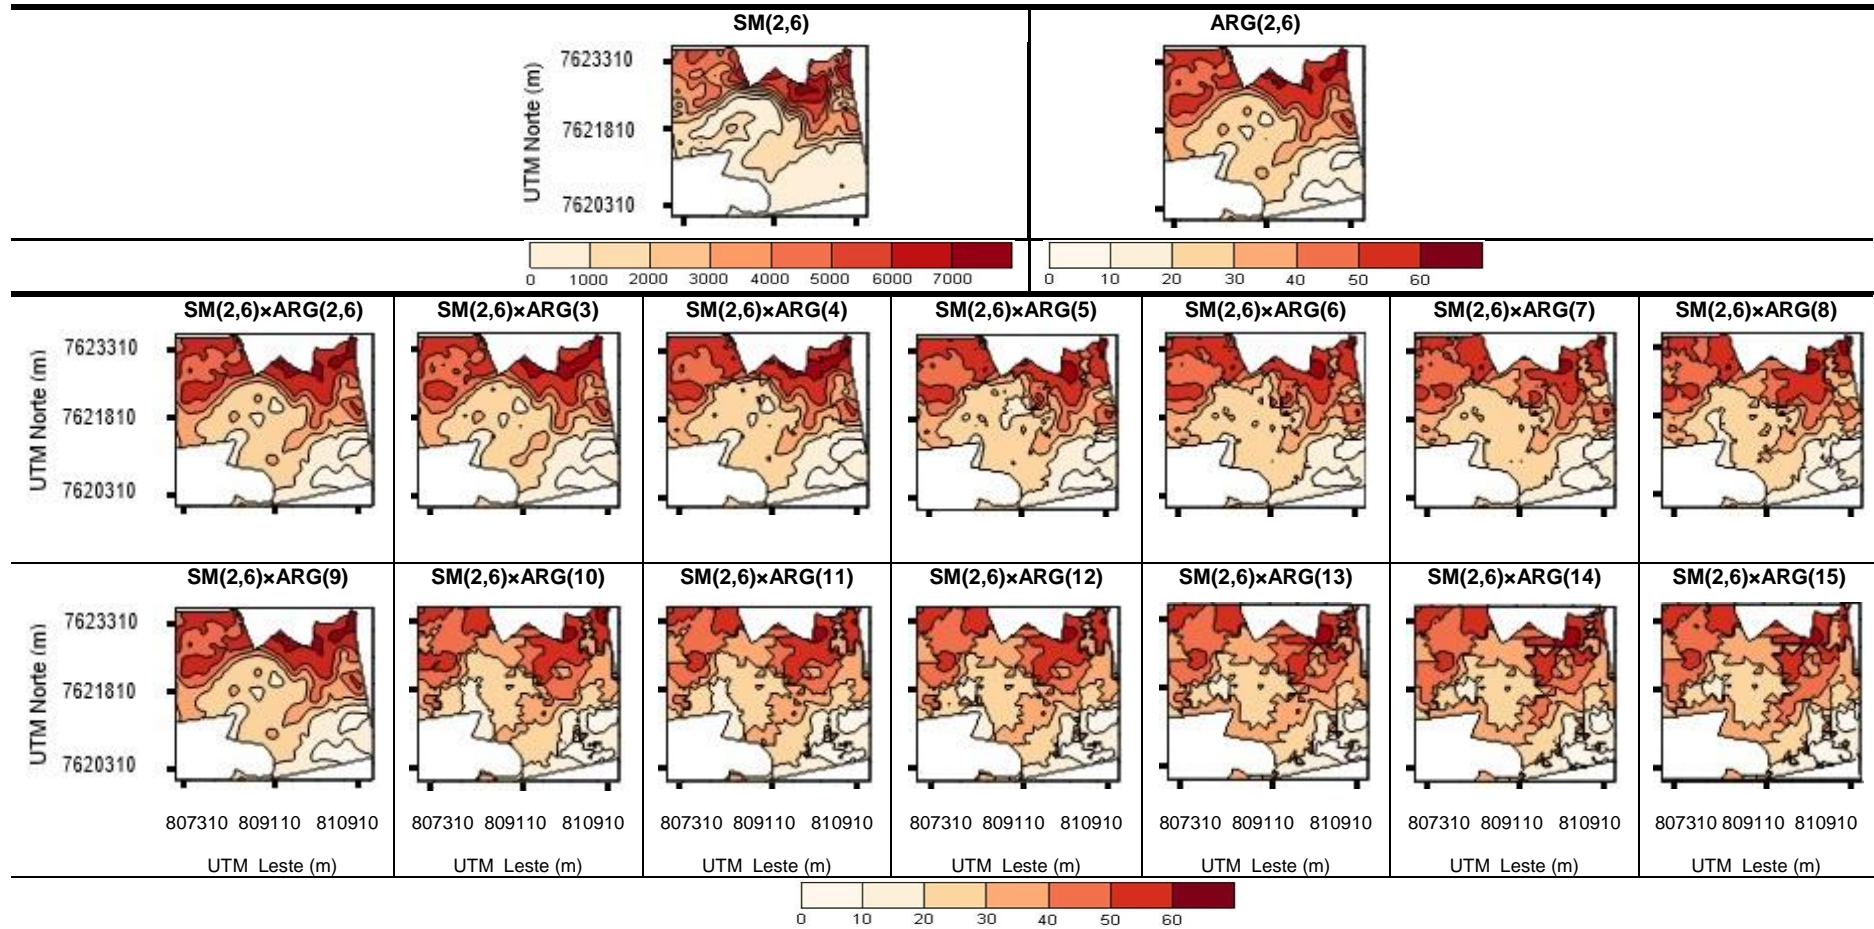 SM(2,6) ARG(2,6)
UTM Norte (m)
7623310
7621810
7620310
0 1000 2000 3000 4000 5000 6000 7000
0 10 20 30 40 50 60
SM(2,6)×ARG(2,6) SM(2,6)×ARG(3) SM(2,6)×ARG(4) SM(2,6)×ARG(5) SM(2,6)×ARG(6) SM(2,6)×ARG(7) SM(2,6)×ARG(8)
UTM Norte (m)
7623310
7621810
7620310
SM(2,6)×ARG(9) SM(2,6)×ARG(10) SM(2,6)×ARG(11) SM(2,6)×ARG(12) SM(2,6)×ARG(13) SM(2,6)×ARG(14) SM(2,6)×ARG(15)
UTM Norte (m)
7623310
7621810
7620310
807310 809110 810910 807310 809110 810910 807310 809110 810910 807310 809110 810910 807310 809110 810910 807310 809110 810910 807310 809110 810910
UTM Leste (m) UTM Leste (m) UTM Leste (m) UTM Leste (m) UTM Leste (m) UTM Leste (m) UTM Leste (m)
0 10 20 30 40 50 60